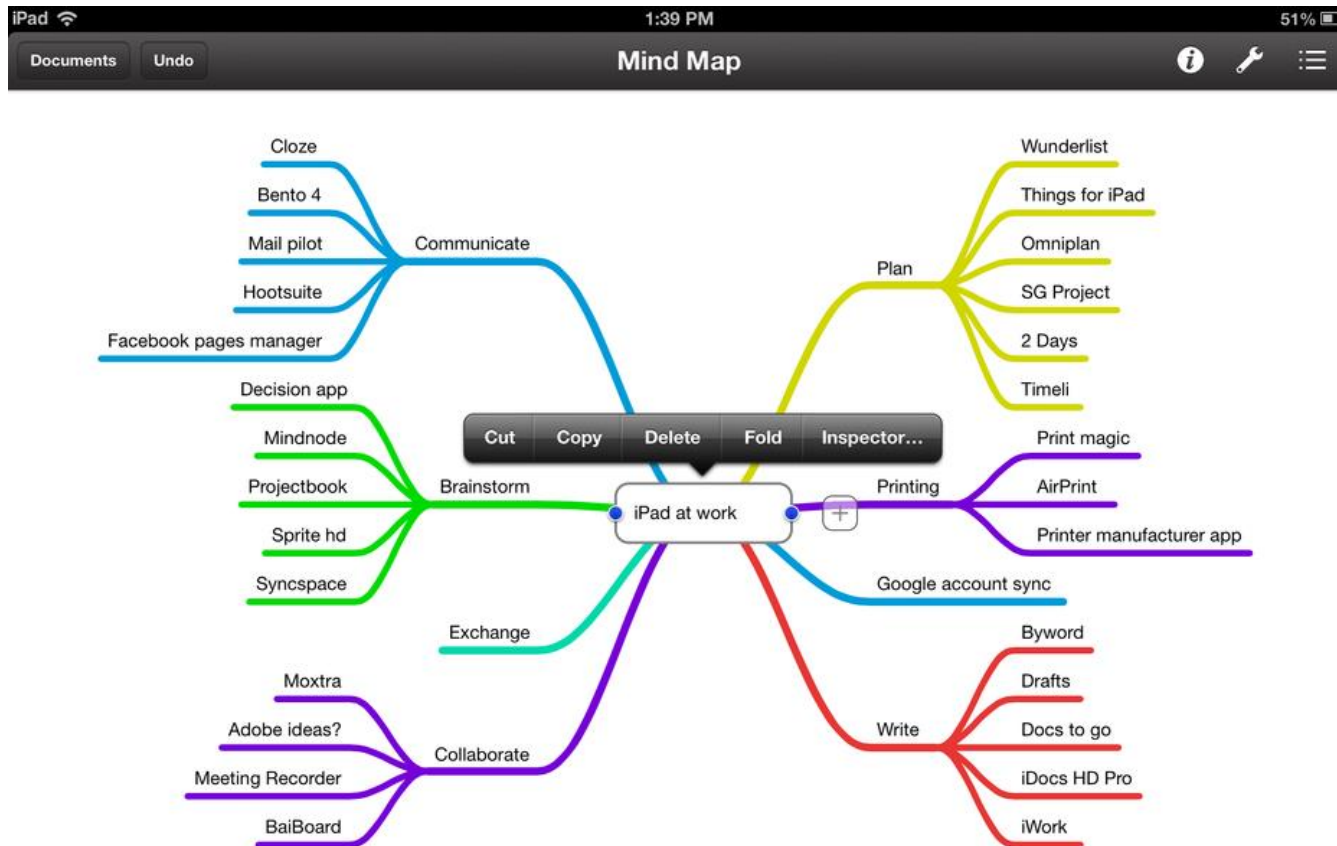 iPad
1:39 PM
51%
Documents
Undo
Mind Map
Cloze
Bento 4
Mail pilot
Hootsuite
Facebook pages manager
Communicate
Decision app
Mindnode
Projectbook
Sprite hd
Syncspace
Brainstorm
Exchange
Moxtra
Adobe ideas?
Meeting Recorder
BaiBoard
Collaborate
Cut Copy Delete Fold Inspector...
iPad at work
Plan
Wunderlist
Things for iPad
Omniplan
SG Project
2 Days
Timeli
Printing
Print magic
AirPrint
Printer manufacturer app
Google account sync
Write
Byword
Drafts
Docs to go
iDocs HD Pro
iWork